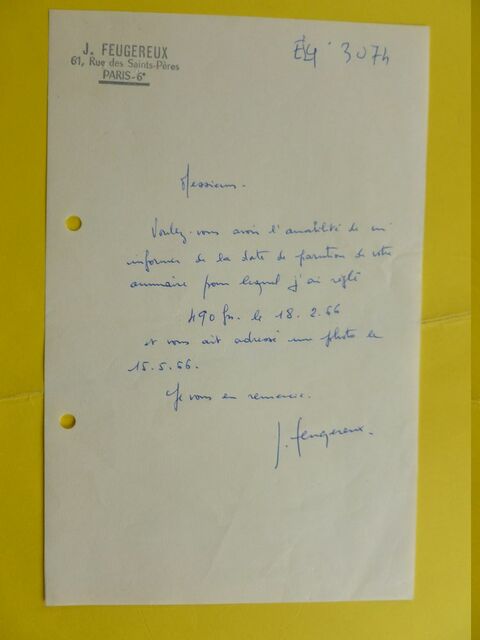 J. FEUGEREUX
61, Rue des Saints-Pères
PARIS-6e
3074
Messieurs.
Voulez-vous avoir l'amabilité de m'
informer de la date de parution de votre
annuaire pour lequel j'ai réglé
490 frs. le 18. 2. 66
et vous ait adressé une photo le
15. 5. 66.
Je vous en remercie.
J. Feugereux.